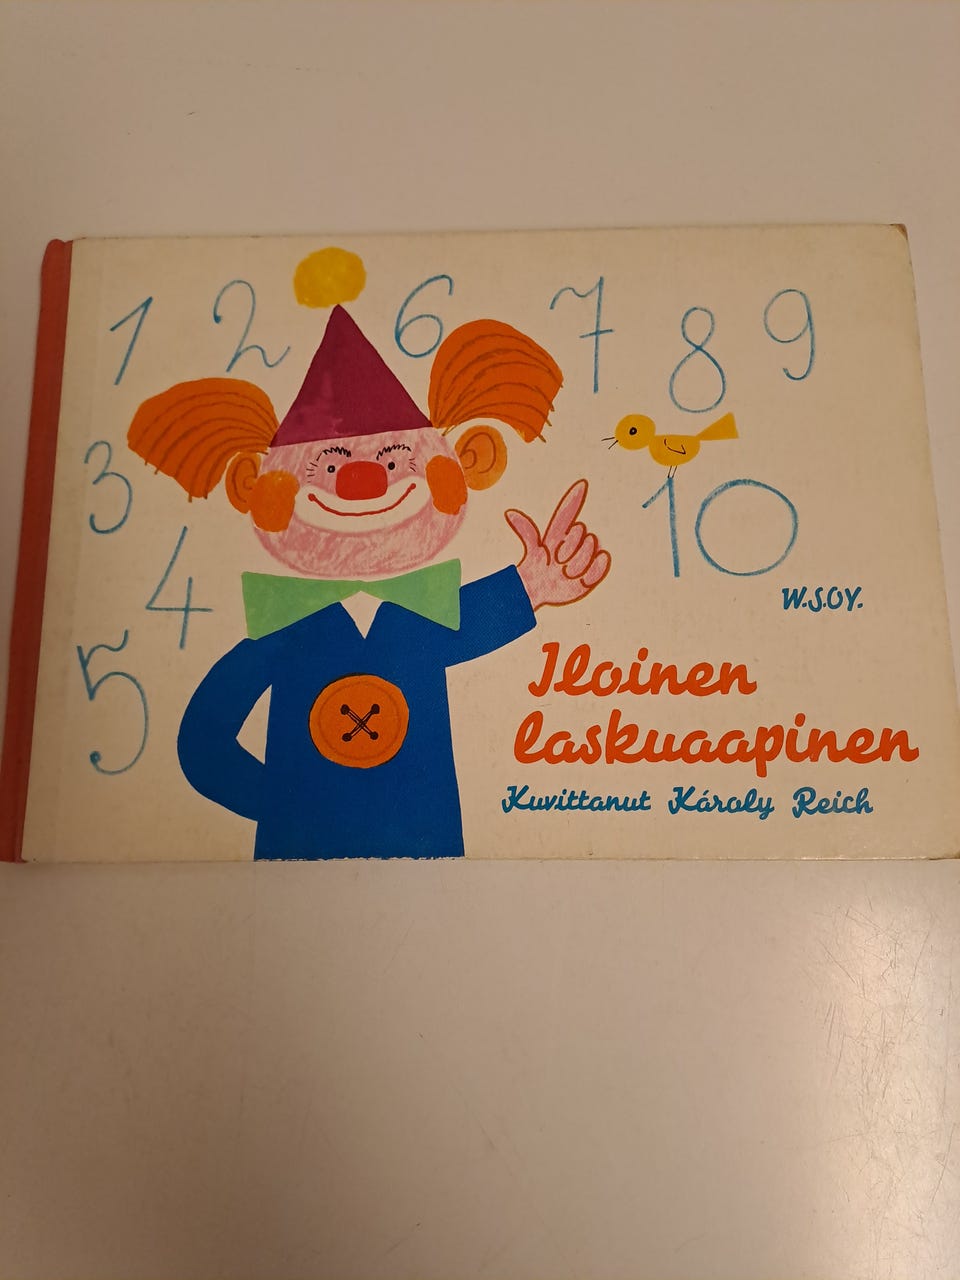 1 2 6 7 8 9
3
10
4
W.S.OY.
5
Iloinen
laskuaapinen
Kuvittanut Károly Reich